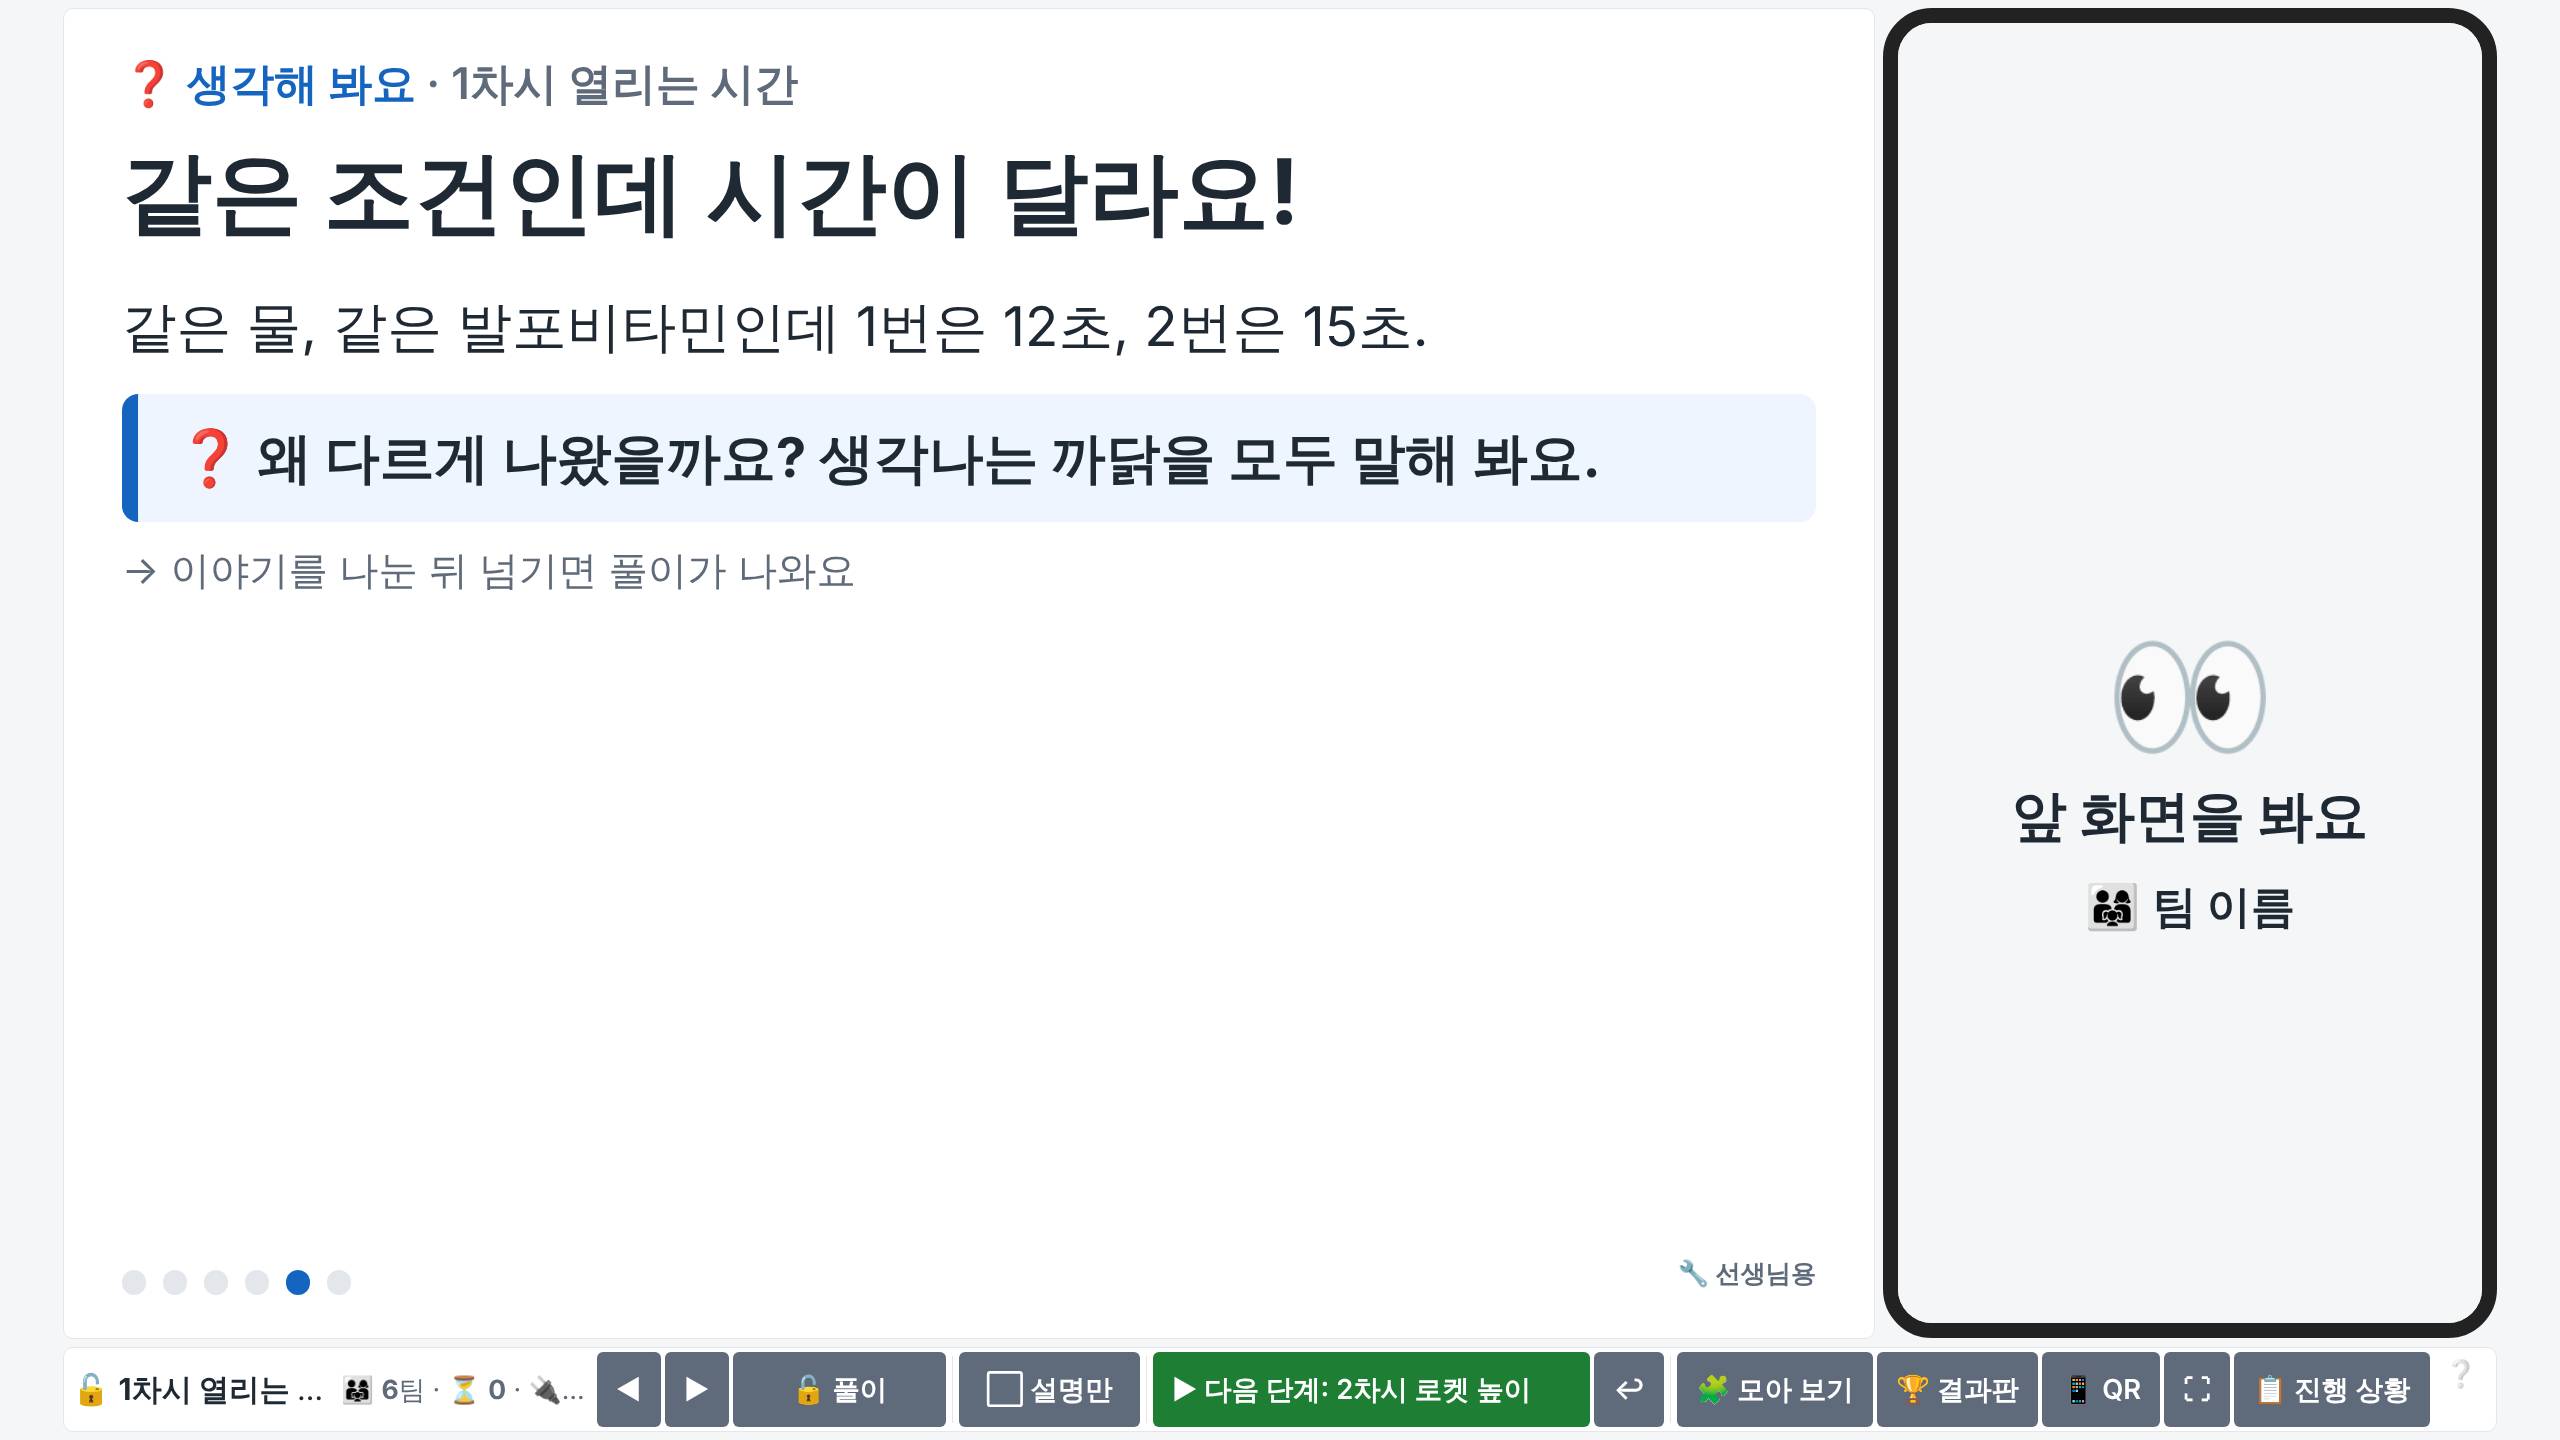 ❓ 생각해 봐요 · 1차시 열리는 시간
같은 조건인데 시간이 달라요!
같은 물, 같은 발포비타민인데 1번은 12초, 2번은 15초.
❓ 왜 다르게 나왔을까요? 생각나는 까닭을 모두 말해 봐요.
→ 이야기를 나눈 뒤 넘기면 풀이가 나와요
🔧 선생님용
앞 화면을 봐요
👨‍👩‍👧 팀 이름
🔓 1차시 열리는 ... 👨‍👩‍👧 6팀 · ⏳ 0 · 🔌... ◀ ▶ 🔓 풀이 설명만 ▶ 다음 단계: 2차시 로켓 높이 ↩ 🧩 모아 보기 🏆 결과판 📱 QR ⛶ 📋 진행 상황 ❔